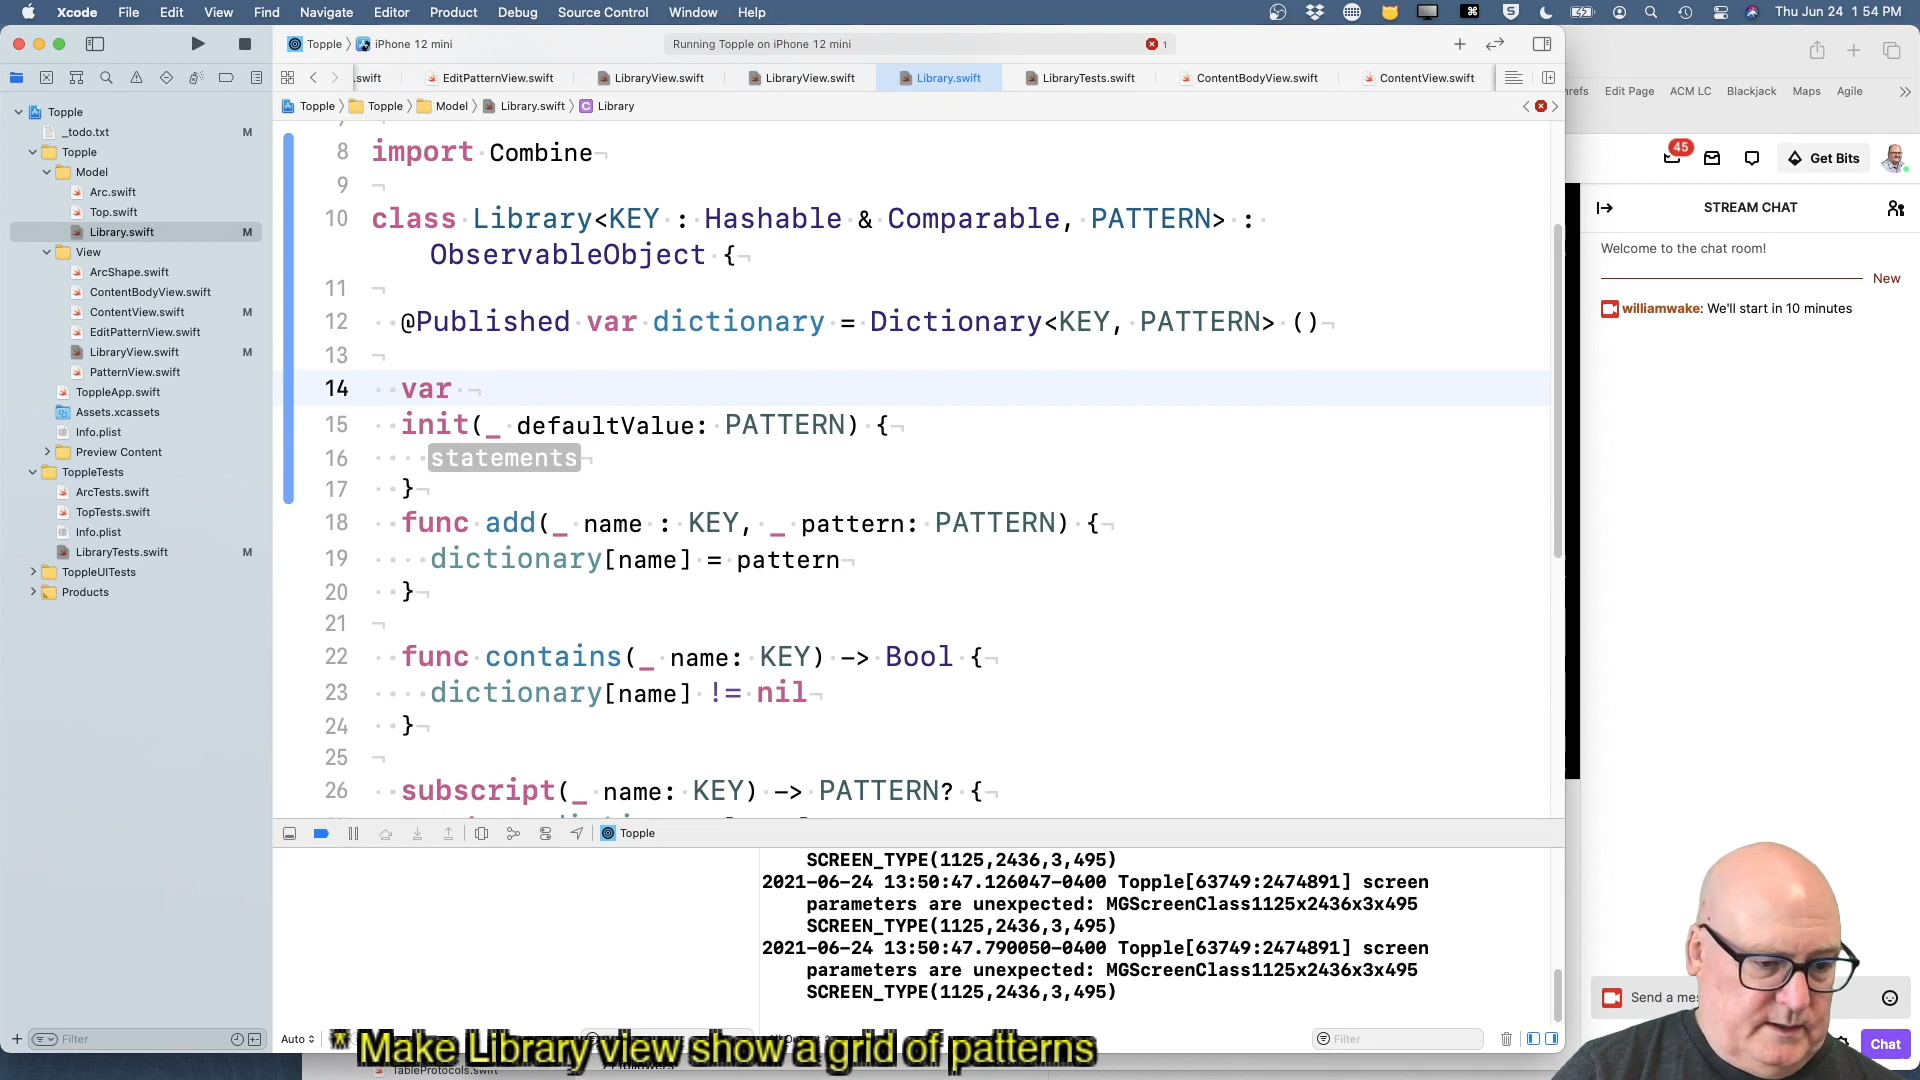 Xcode File Edit View Find Navigate Editor Product Debug Source Control Window Help
Thu Jun 24 1 54 PM
Topple iPhone 12 mini
Running Topple on iPhone 12 mini
1
.swift EditPatternView.swift LibraryView.swift LibraryView.swift Library.swift LibraryTests.swift ContentBodyView.swift ContentView.swift
Topple Topple Model Library.swift Library
Topple
_todo.txt M
Topple
Model
Arc.swift
Top.swift
Library.swift M
View
ArcShape.swift
ContentBodyView.swift
ContentView.swift M
EditPatternView.swift
LibraryView.swift M
PatternView.swift
ToppleApp.swift
Assets.xcassets
Info.plist
Preview Content
ToppleTests
ArcTests.swift
TopTests.swift
Info.plist
LibraryTests.swift M
ToppleUITests
Products
Filter
8 import Combine
9
10 class Library<KEY : Hashable & Comparable, PATTERN> :
ObservableObject {
11
12 @Published var dictionary = Dictionary<KEY, PATTERN> ()
13
14 var
15 init(_ defaultValue: PATTERN) {
16 statements
17 }
18 func add(_ name : KEY, _ pattern: PATTERN) {
19 dictionary[name] = pattern
20 }
21
22 func contains(_ name: KEY) -> Bool {
23 dictionary[name] != nil
24 }
25
26 subscript(_ name: KEY) -> PATTERN? {
Topple
SCREEN_TYPE(1125,2436,3,495)
2021-06-24 13:50:47.126047-0400 Topple[63749:2474891] screen
parameters are unexpected: MGScreenClass1125x2436x3x495
SCREEN_TYPE(1125,2436,3,495)
2021-06-24 13:50:47.790050-0400 Topple[63749:2474891] screen
parameters are unexpected: MGScreenClass1125x2436x3x495
SCREEN_TYPE(1125,2436,3,495)
Auto
Filter
* Make Library view show a grid of patterns
TableProtocols.swift
hrefs Edit Page ACM LC Blackjack Maps Agile
45
Get Bits
STREAM CHAT
Welcome to the chat room!
New
williamwake: We'll start in 10 minutes
Send a mes
Chat